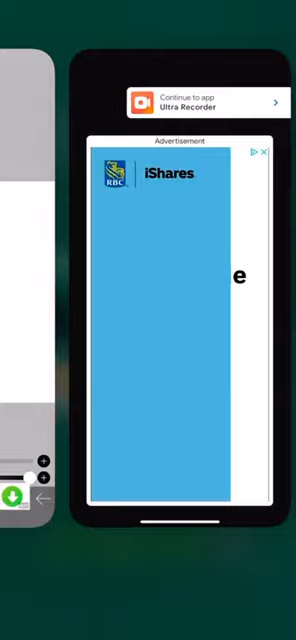 Continue to app
Ultra Recorder
Advertisement
RBC
iShares.
e